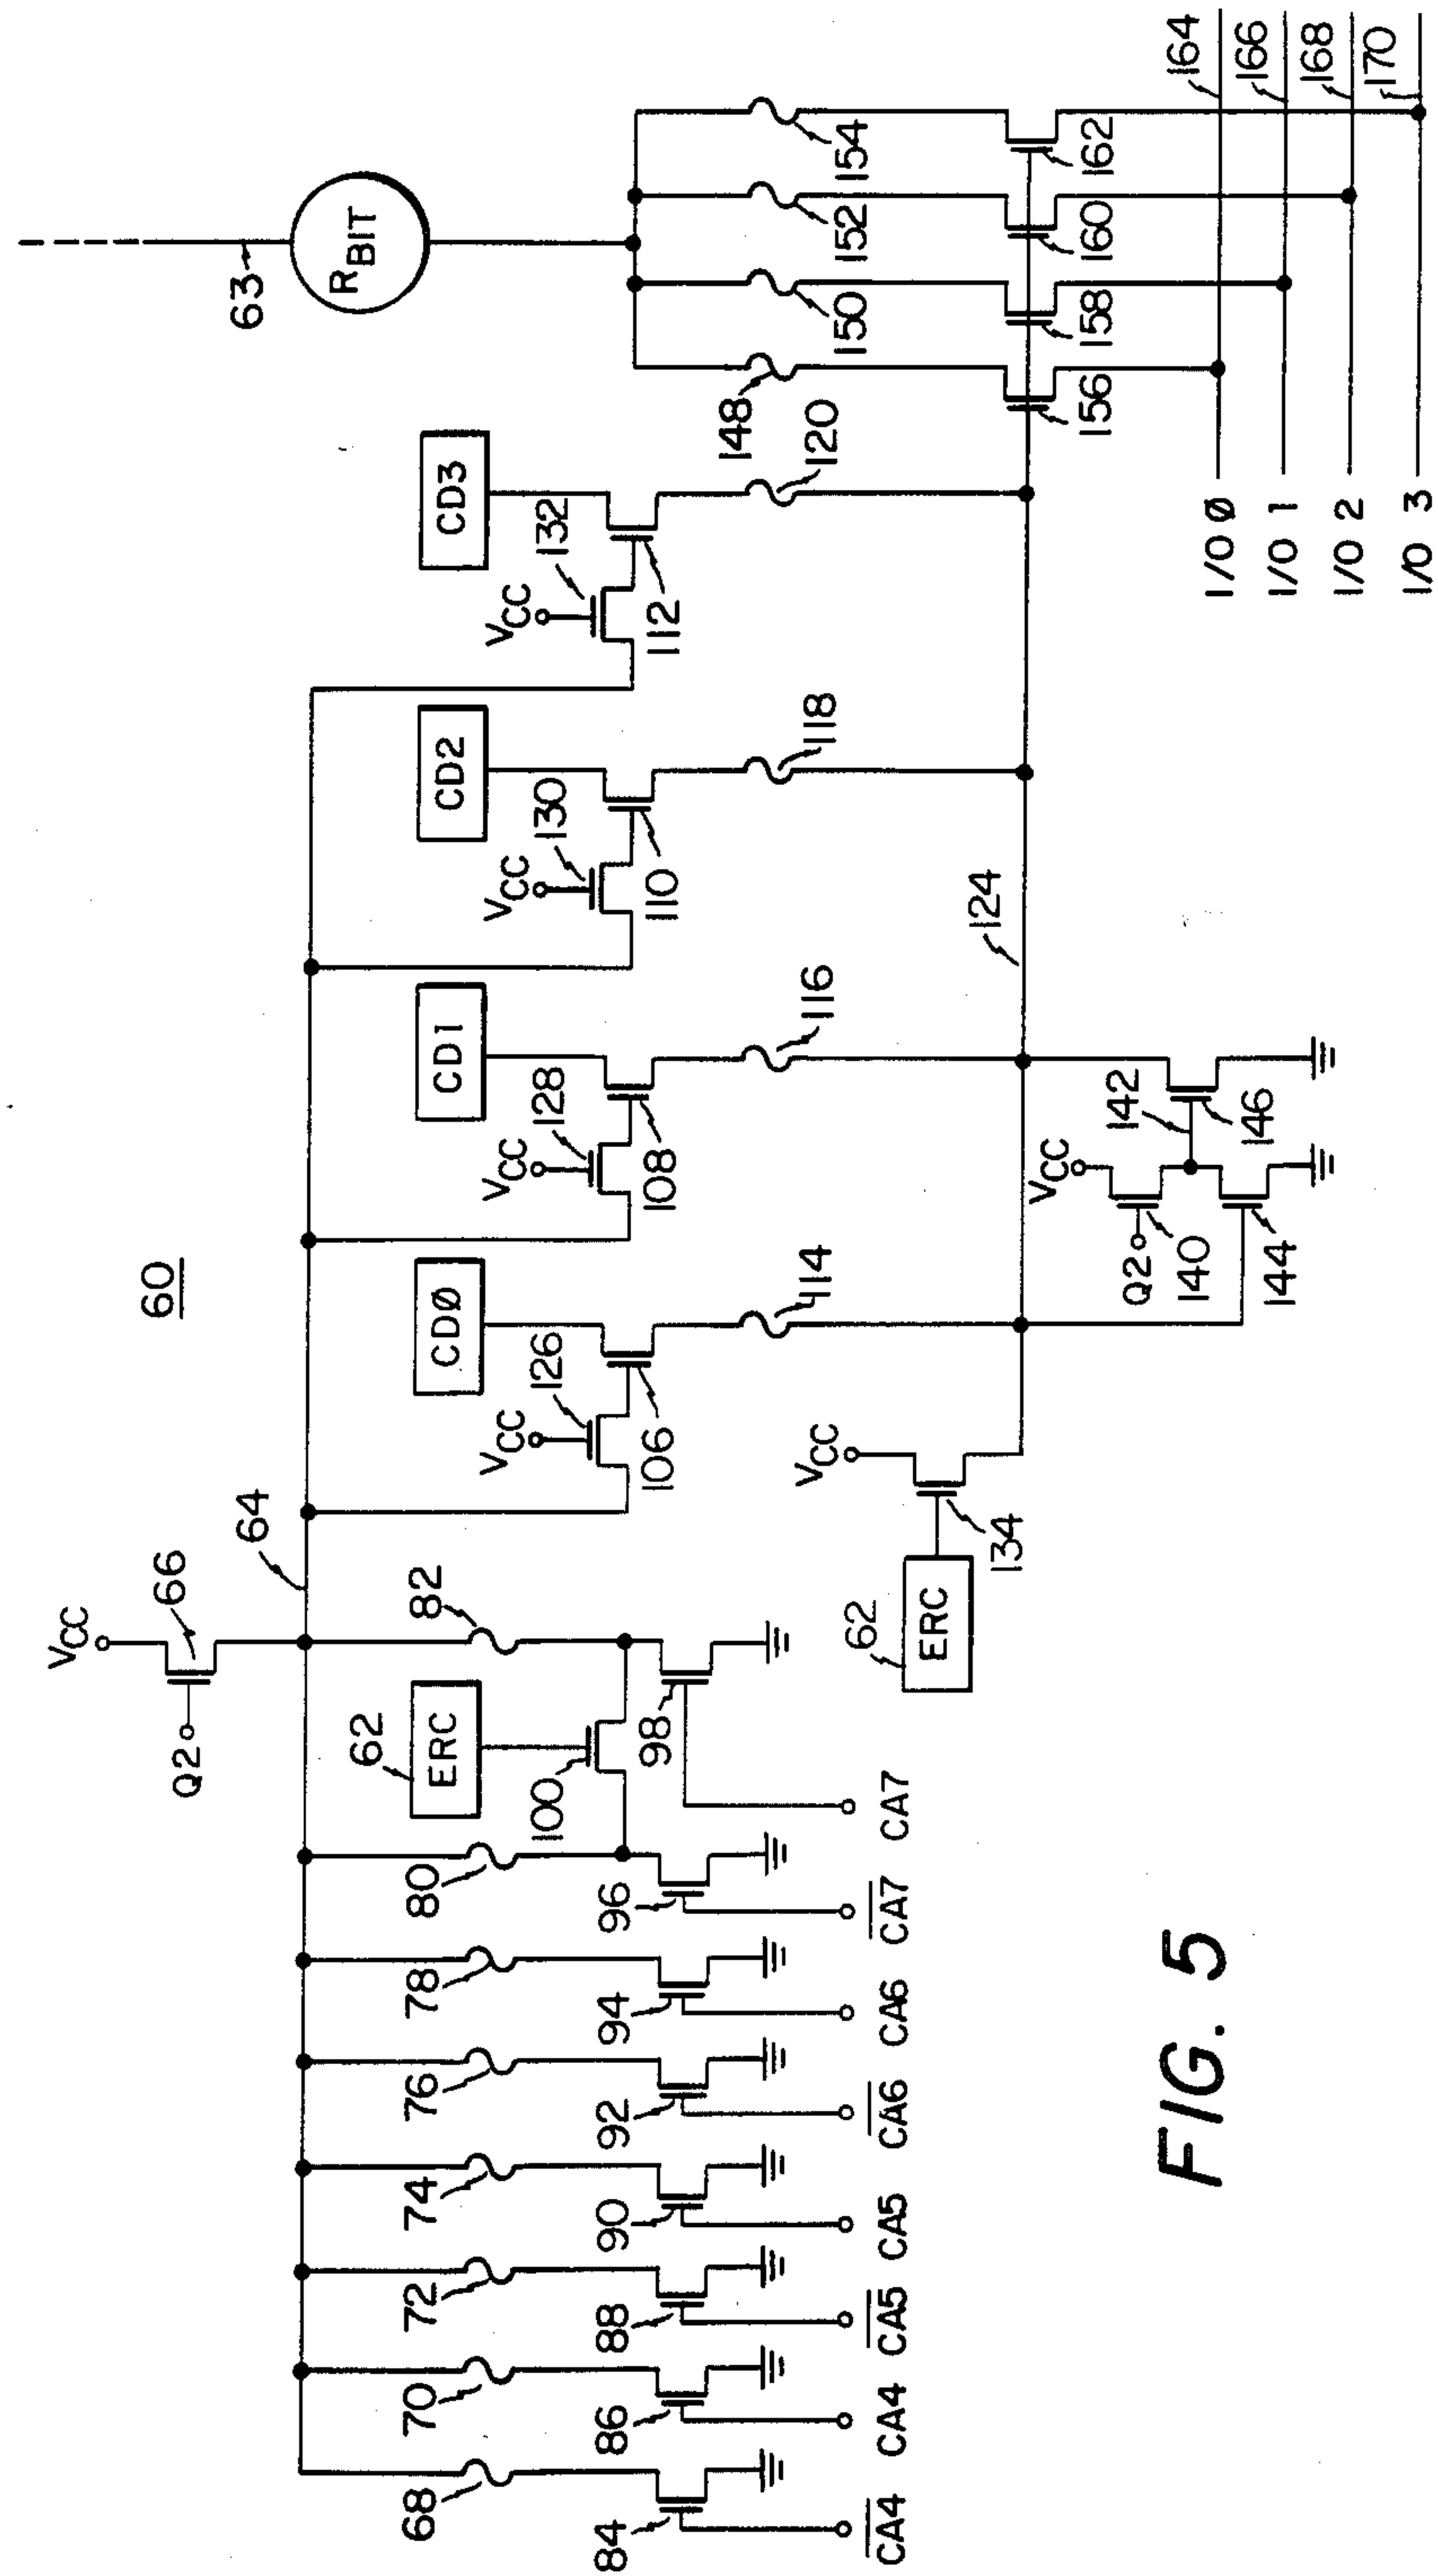 60
VCC
Q2
66
64
62
ERC
100
82
80
78
76
74
72
70
68
98
96
94
92
90
88
86
84
CA4
CA4
CA5
CA5
CA6
CA6
CA7
CA7
CDØ
CD1
CD2
CD3
VCC
126
VCC
128
VCC
130
VCC
132
106
108
110
112
114
116
118
120
124
62
ERC
VCC
134
VCC
Q2
140
142
144
146
63
RBIT
148
150
152
154
156
158
160
162
164
166
168
170
I/O Ø
I/O 1
I/O 2
I/O 3
FIG. 5